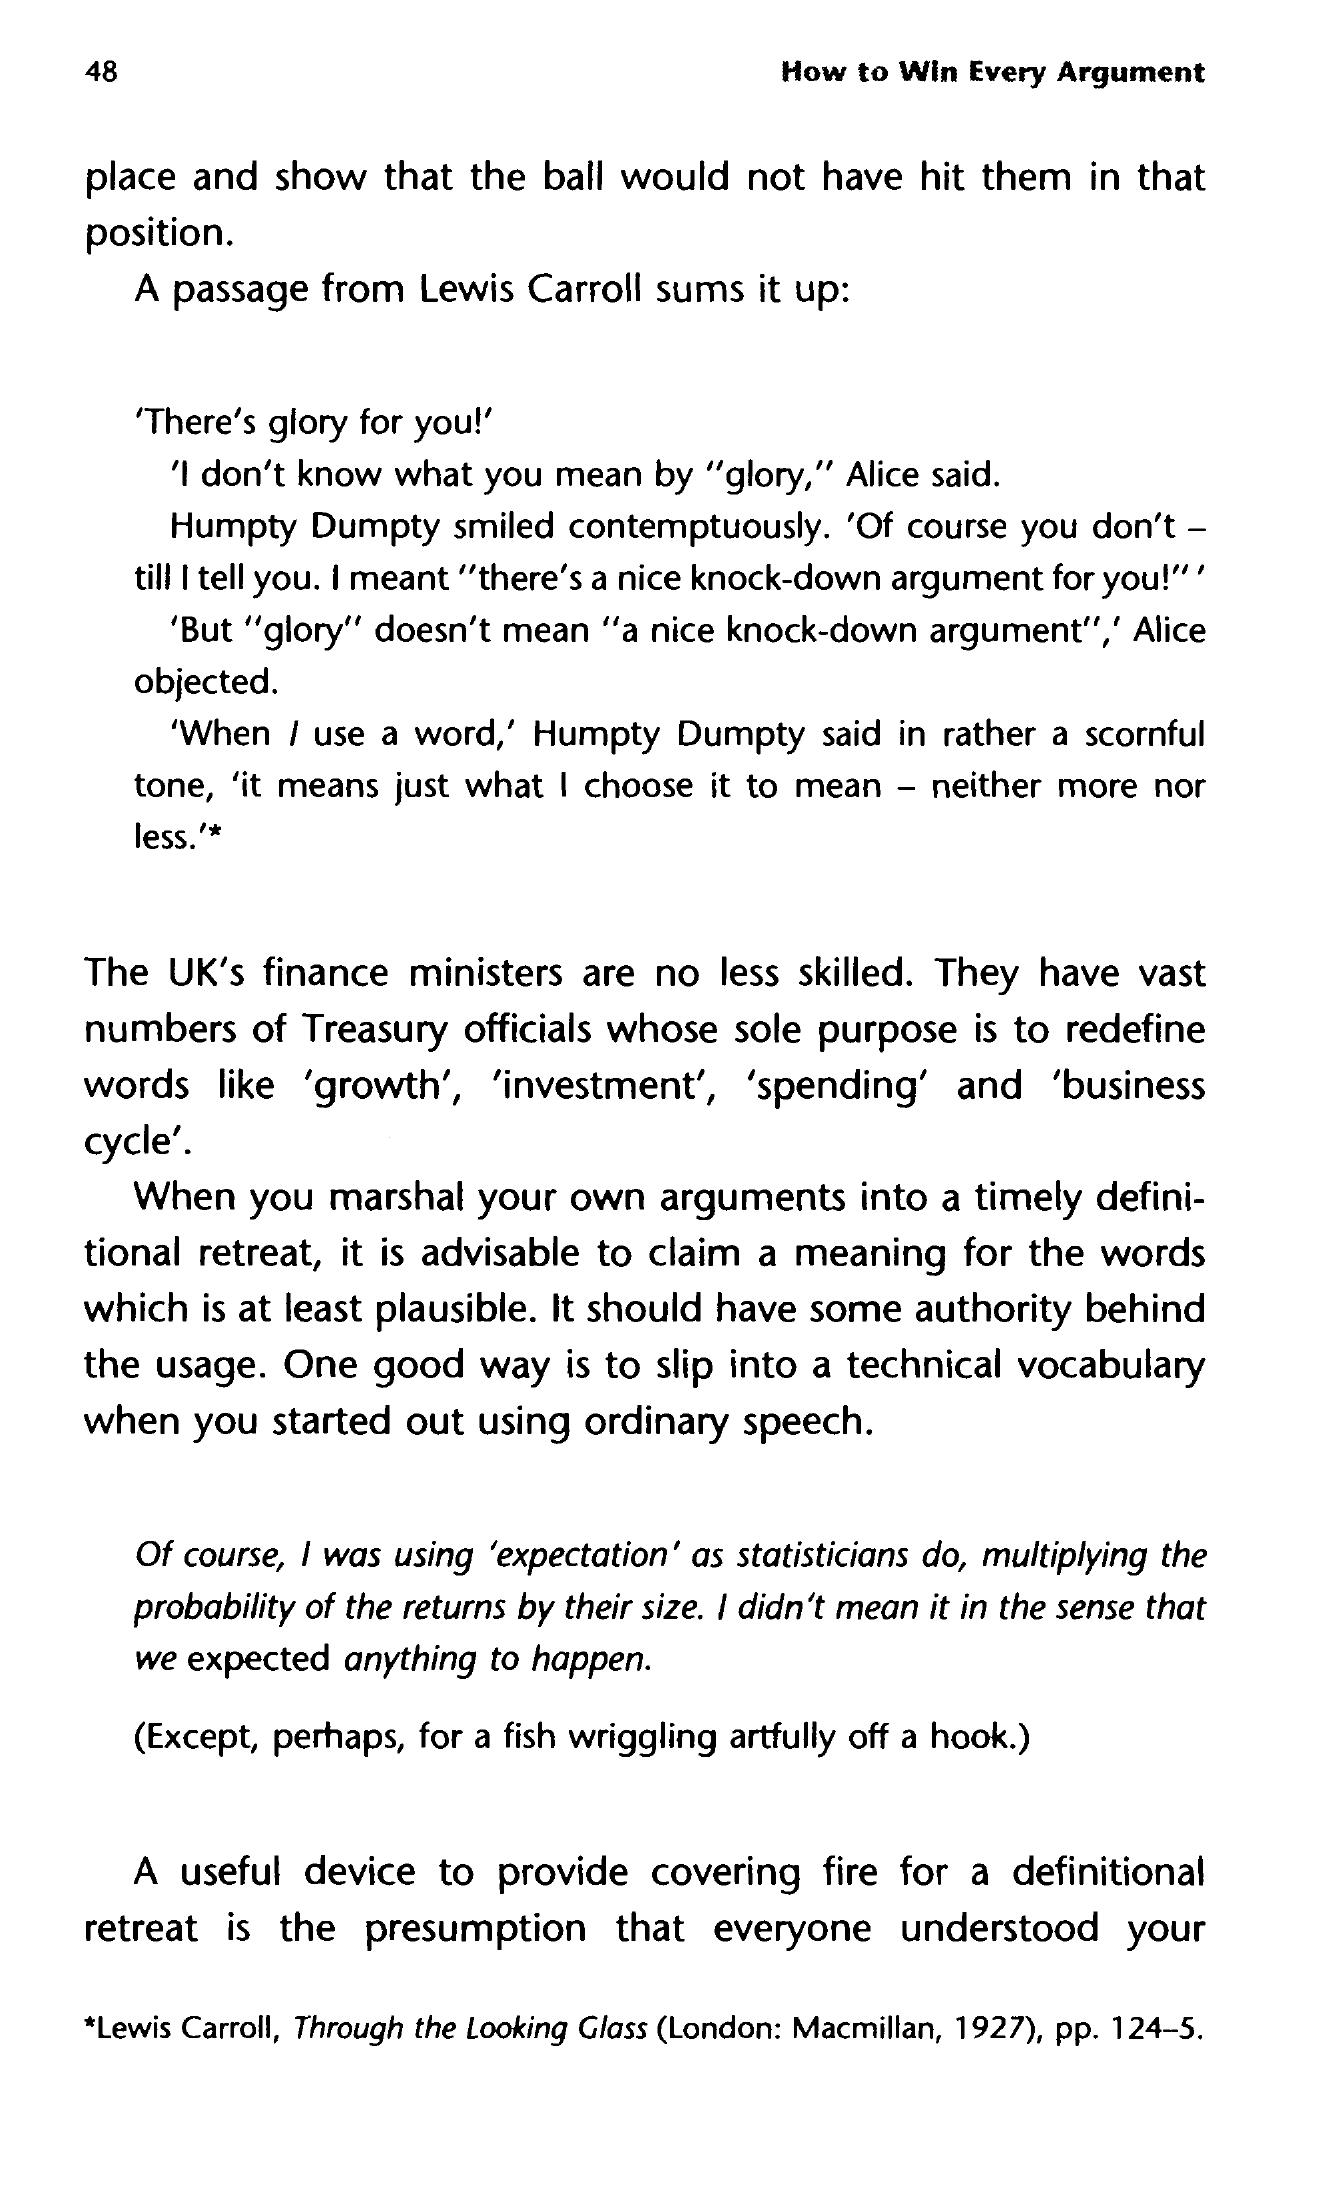 48 How to Win Every Argument
place and show that the ball would not have hit them in that
position.
A passage from Lewis Carroll sums it up:
'There's glory for you!'
'I don't know what you mean by "glory," Alice said.
Humpty Dumpty smiled contemptuously. 'Of course you don't –
till I tell you. I meant "there's a nice knock-down argument for you!"'
'But "glory" doesn't mean "a nice knock-down argument",' Alice
objected.
'When I use a word,' Humpty Dumpty said in rather a scornful
tone, 'it means just what I choose it to mean – neither more nor
less.'*
The UK's finance ministers are no less skilled. They have vast
numbers of Treasury officials whose sole purpose is to redefine
words like 'growth', 'investment', 'spending' and 'business
cycle'.
When you marshal your own arguments into a timely defini-
tional retreat, it is advisable to claim a meaning for the words
which is at least plausible. It should have some authority behind
the usage. One good way is to slip into a technical vocabulary
when you started out using ordinary speech.
Of course, I was using 'expectation' as statisticians do, multiplying the
probability of the returns by their size. I didn't mean it in the sense that
we expected anything to happen.
(Except, perhaps, for a fish wriggling artfully off a hook.)
A useful device to provide covering fire for a definitional
retreat is the presumption that everyone understood your
*Lewis Carroll, Through the Looking Glass (London: Macmillan, 1927), pp. 124–5.